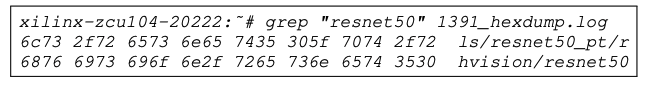 xilinx-zcu104-20222:~# grep "resnet50" 1391_hexdump.log
6c73 2f72 6573 6e65 7435 305f 7074 2f72  ls/resnet50_pt/r
6876 6973 696f 6e2f 7265 736e 6574 3530  hvision/resnet50